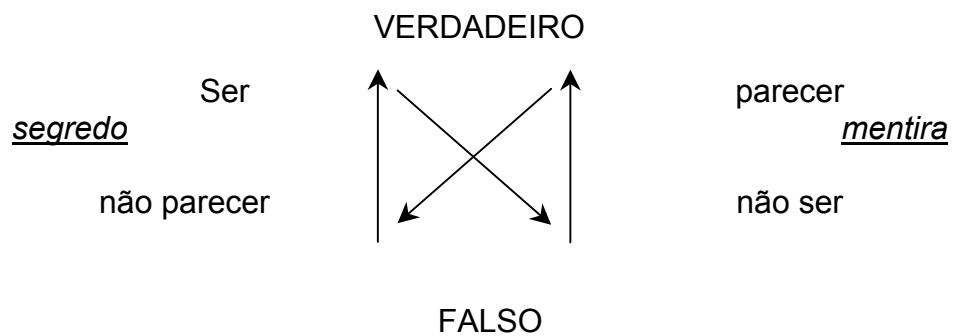 VERDADEIRO
Ser parecer
segredo mentira
não parecer não ser
FALSO